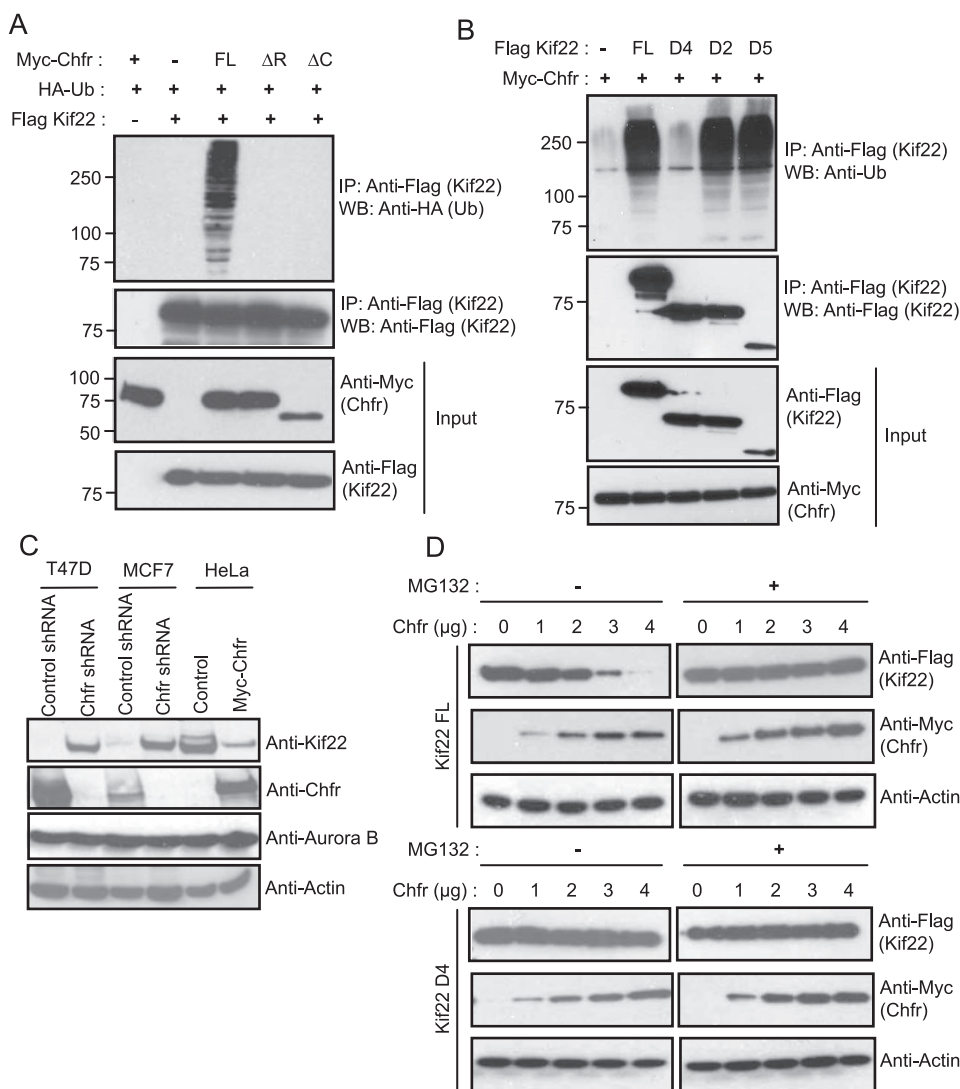 A
Myc-Chfr : + - FL ΔR ΔC
HA-Ub : + + + + +
Flag Kif22 : - + + + +
250
100
75
IP: Anti-Flag (Kif22)
WB: Anti-HA (Ub)
75
IP: Anti-Flag (Kif22)
WB: Anti-Flag (Kif22)
100
75
50
Anti-Myc
(Chfr)
75
Anti-Flag
(Kif22)
Input
B
Flag Kif22 : - FL D4 D2 D5
Myc-Chfr : + + + + +
250
100
75
IP: Anti-Flag (Kif22)
WB: Anti-Ub
75
IP: Anti-Flag (Kif22)
WB: Anti-Flag (Kif22)
75
Anti-Flag
(Kif22)
75
Anti-Myc
(Chfr)
Input
C
T47D MCF7 HeLa
Control shRNA
Chfr shRNA
Control shRNA
Chfr shRNA
Control
Myc-Chfr
Anti-Kif22
Anti-Chfr
Anti-Aurora B
Anti-Actin
D
MG132 : - +
Chfr (µg) : 0 1 2 3 4 0 1 2 3 4
Kif22 FL
Anti-Flag
(Kif22)
Anti-Myc
(Chfr)
Anti-Actin
MG132 : - +
Chfr (µg) : 0 1 2 3 4 0 1 2 3 4
Kif22 D4
Anti-Flag
(Kif22)
Anti-Myc
(Chfr)
Anti-Actin